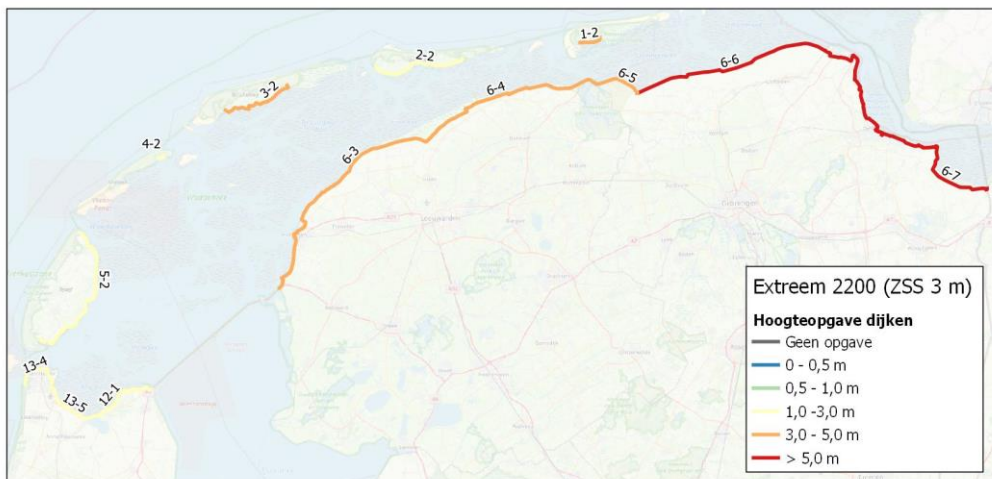 1-2
2-2
6-5
6-6
6-4
3-2
4-2
6-3
6-7
5-2
13-4
13-5
12-1
Extreem 2200 (ZSS 3 m)
Hoogteopgave dijken
Geen opgave
0 - 0,5 m
0,5 - 1,0 m
1,0 -3,0 m
3,0 - 5,0 m
> 5,0 m